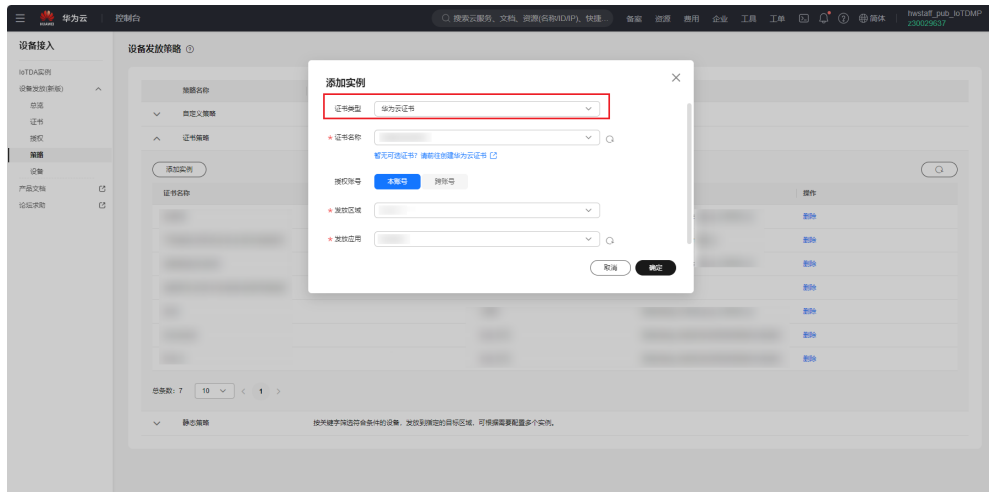 HUAWEI 华为云 控制台 搜索云服务、文档、资源(名称/ID/IP)、快捷... 备案 资源 费用 企业 工具 工单 简体 hwstaff_pub_IoTDMP
z30029637
设备接入
IoTDA实例
设备发放(新版)
总览
证书
授权
策略
设备
产品文档
论坛求助
设备发放策略
策略名称
自定义策略
证书策略
添加实例
证书名称 操作
删除
删除
删除
删除
删除
删除
删除
总条数: 7 10 1
静态策略 按关键字筛选符合条件的设备，发放到指定的目标区域，可根据需要配置多个实例。
添加实例
证书类型 华为云证书
* 证书名称
暂无可选证书？请前往创建华为云证书
授权账号 本账号 跨账号
* 发放区域
* 发放应用
取消 确定